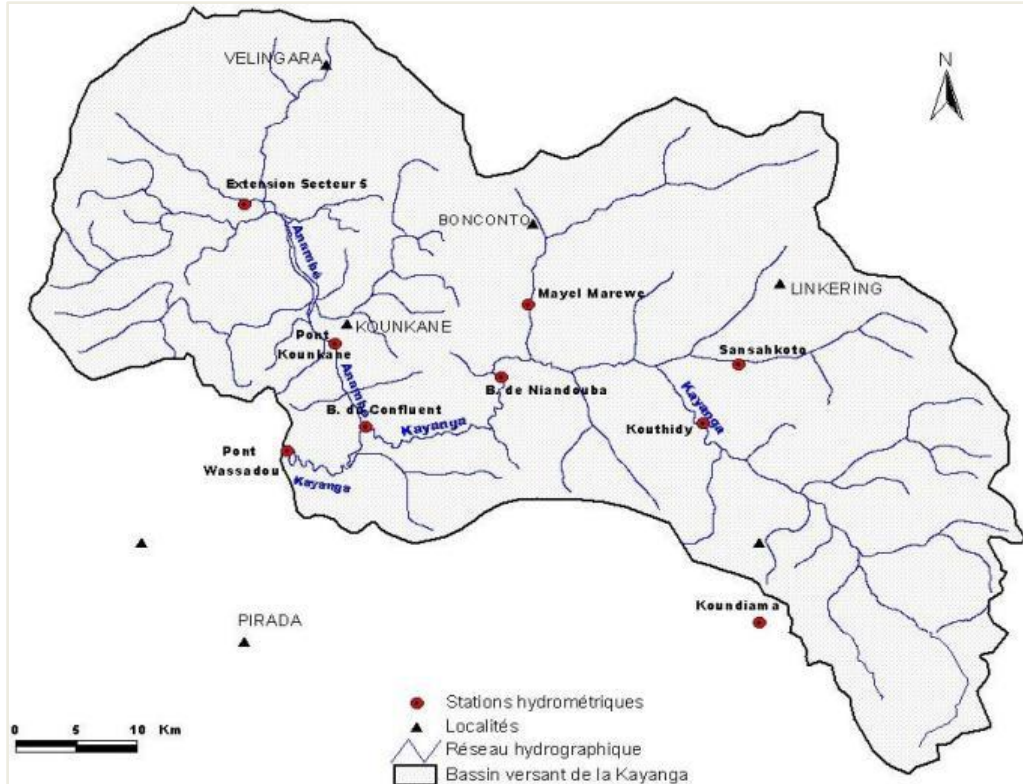 VELINGARA
N
Extension Secteur 5
BONCONTO
Anambé
Mayel Marewe
LINKERING
KOUNKANE
Pont
Kounkane
Sansahkoto
Anambé
B. de Niandouba
Kayanga
B. du Confluent
Kayanga
Kouthidy
Pont
Wassadou
Kayanga
Koundiama
PIRADA
Stations hydrométriques
Localités
0 5 10 Km
Réseau hydrographique
Bassin versant de la Kayanga